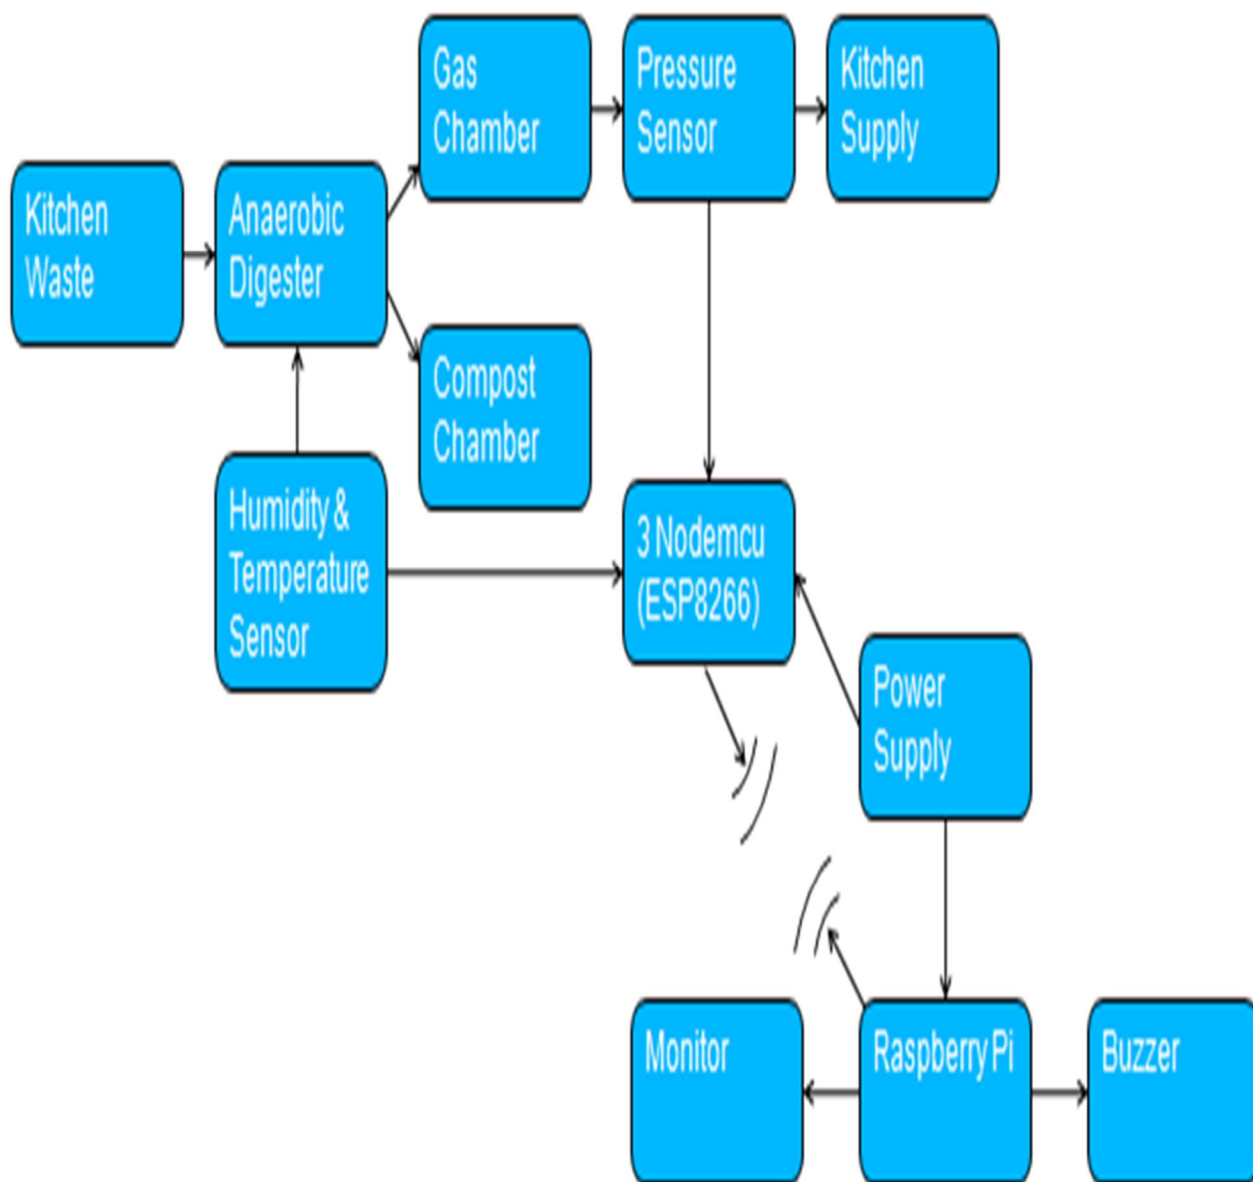 Gas
Chamber
Pressure
Sensor
Kitchen
Supply
Kitchen
Waste
Anaerobic
Digester
Compost
Chamber
Humidity &
Temperature
Sensor
3 Nodemcu
(ESP8266)
Power
Supply
Monitor
Raspberry Pi
Buzzer